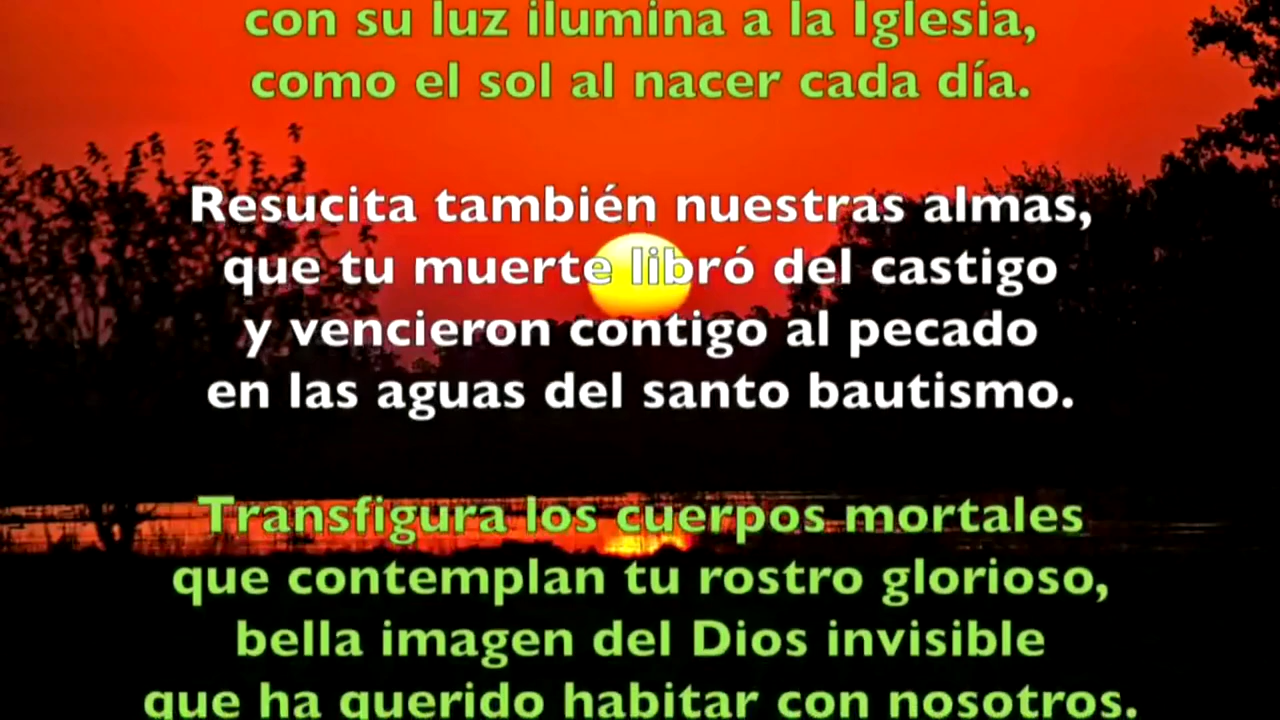 con su luz ilumina a la Iglesia,
como el sol al nacer cada día.
Resucita también nuestras almas,
que tu muerte libró del castigo
y vencieron contigo al pecado
en las aguas del santo bautismo.
Transfigura los cuerpos mortales
que contemplan tu rostro glorioso,
bella imagen del Dios invisible
que ha querido habitar con nosotros.